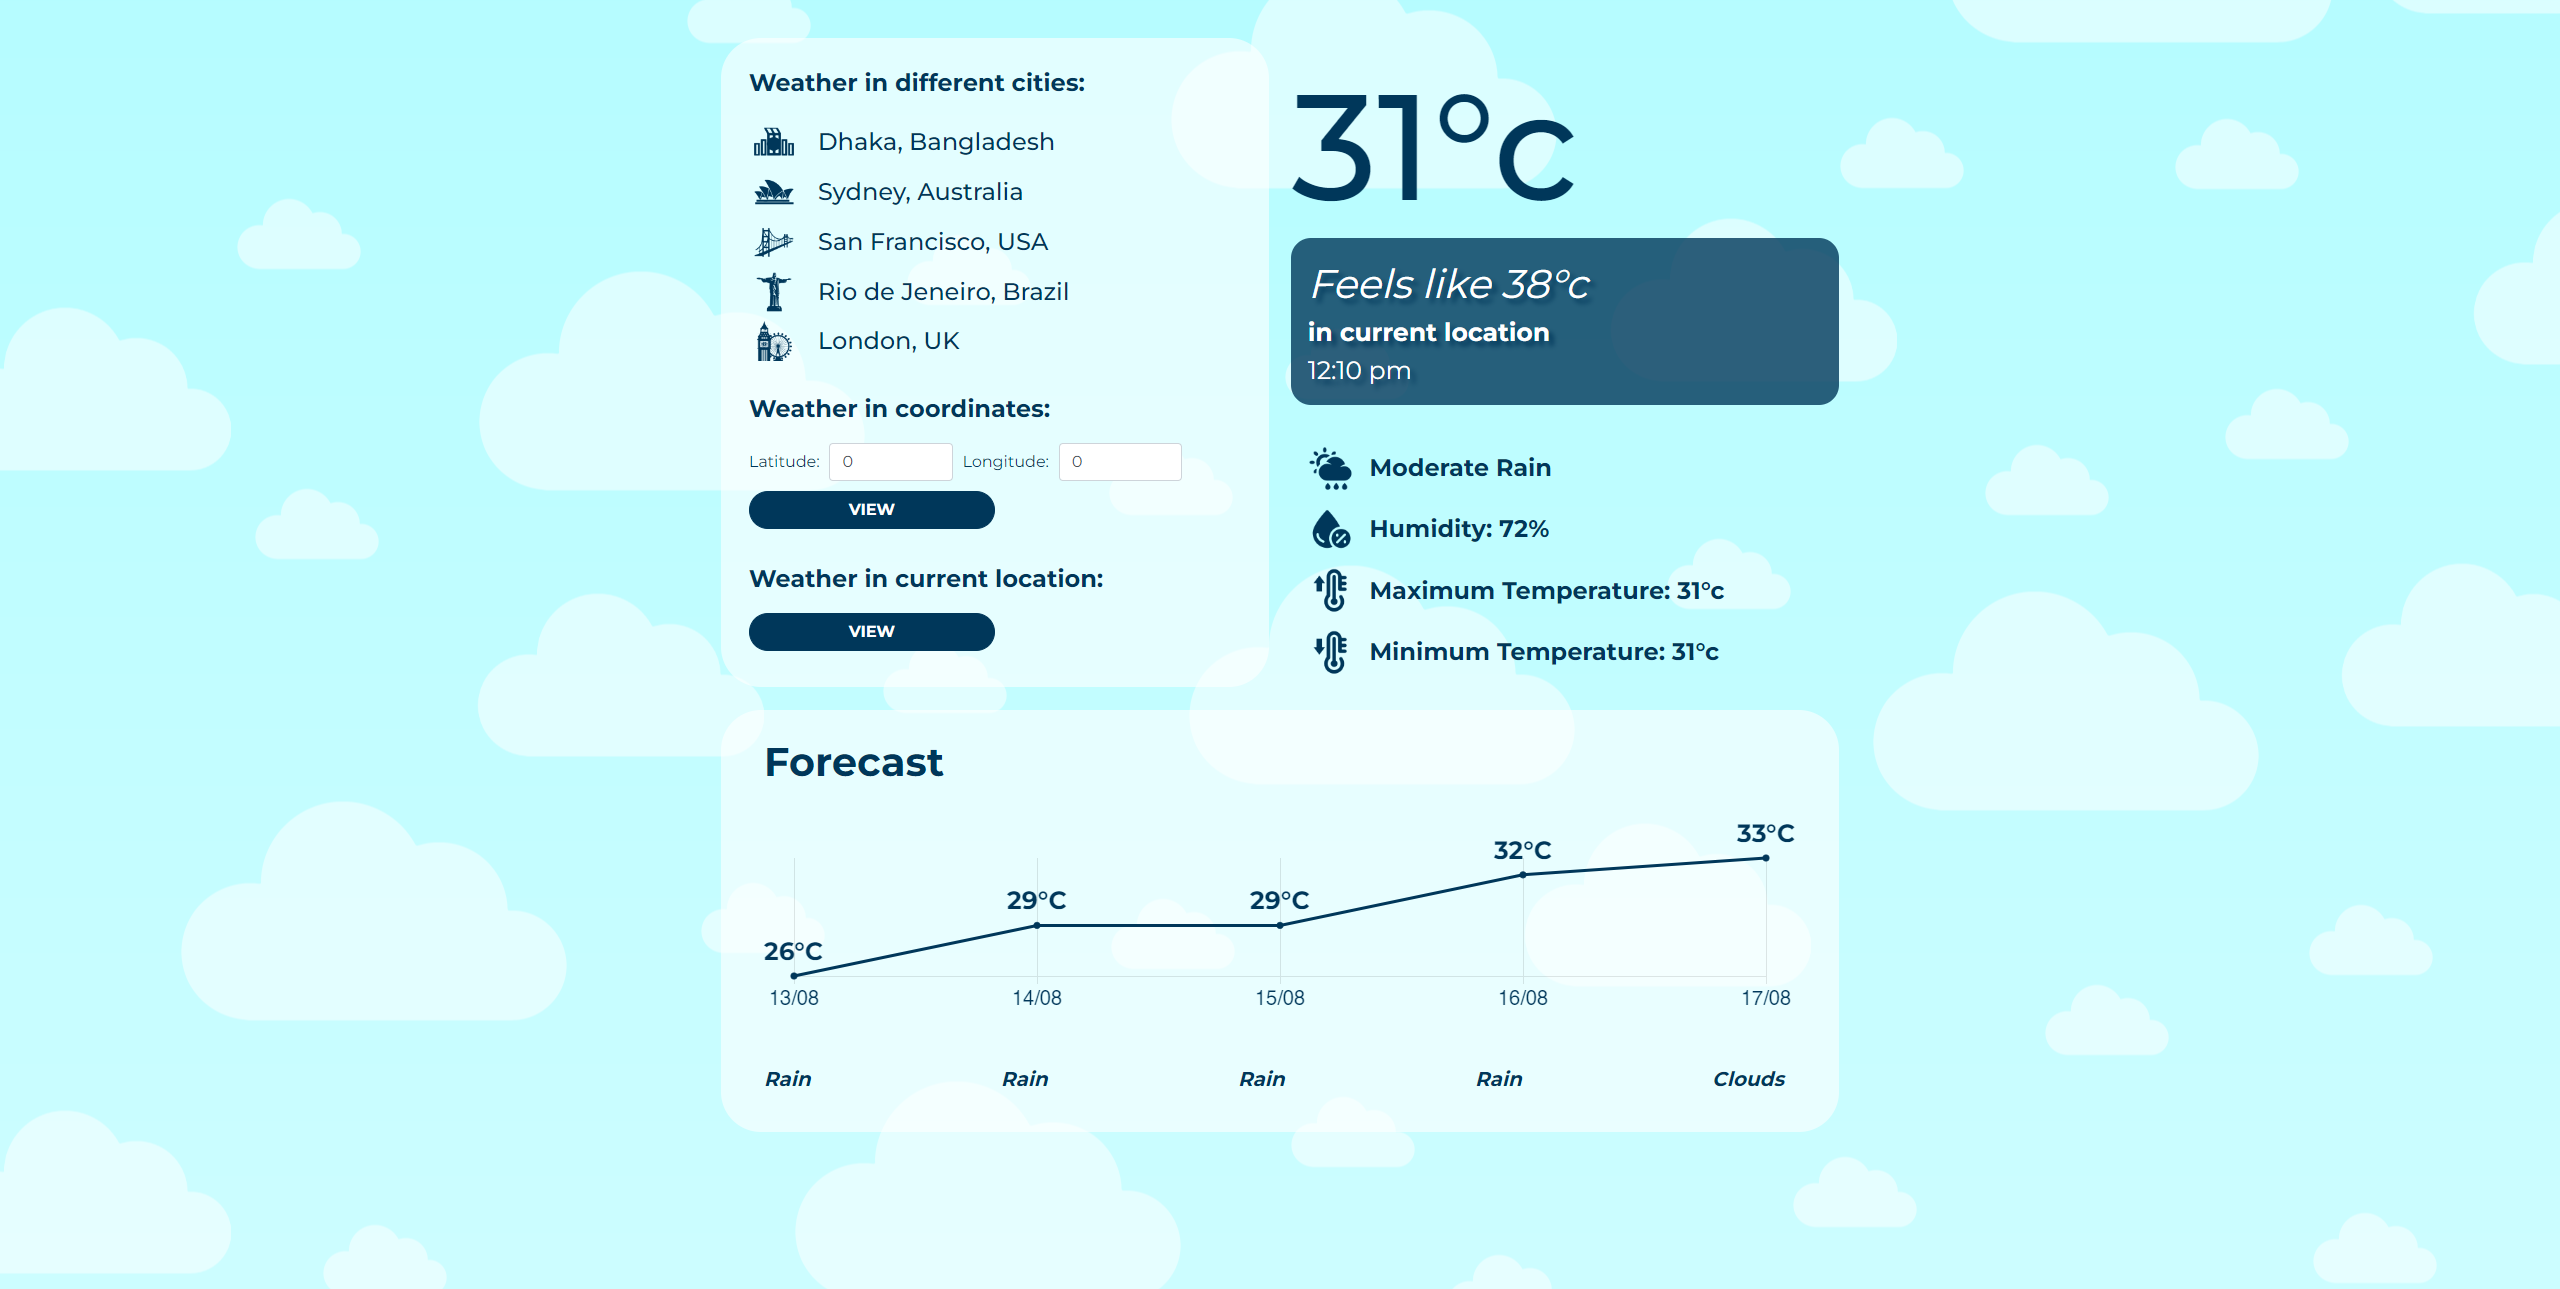 Weather in different cities:
Dhaka, Bangladesh
Sydney, Australia
San Francisco, USA
Rio de Jeneiro, Brazil
London, UK
Weather in coordinates:
Latitude: 0 Longitude: 0
VIEW
Weather in current location:
VIEW
31°c
Feels like 38°c
in current location
12:10 pm
Moderate Rain
Humidity: 72%
Maximum Temperature: 31°c
Minimum Temperature: 31°c
Forecast
26°C 29°C 29°C 32°C 33°C
13/08 14/08 15/08 16/08 17/08
Rain Rain Rain Rain Clouds